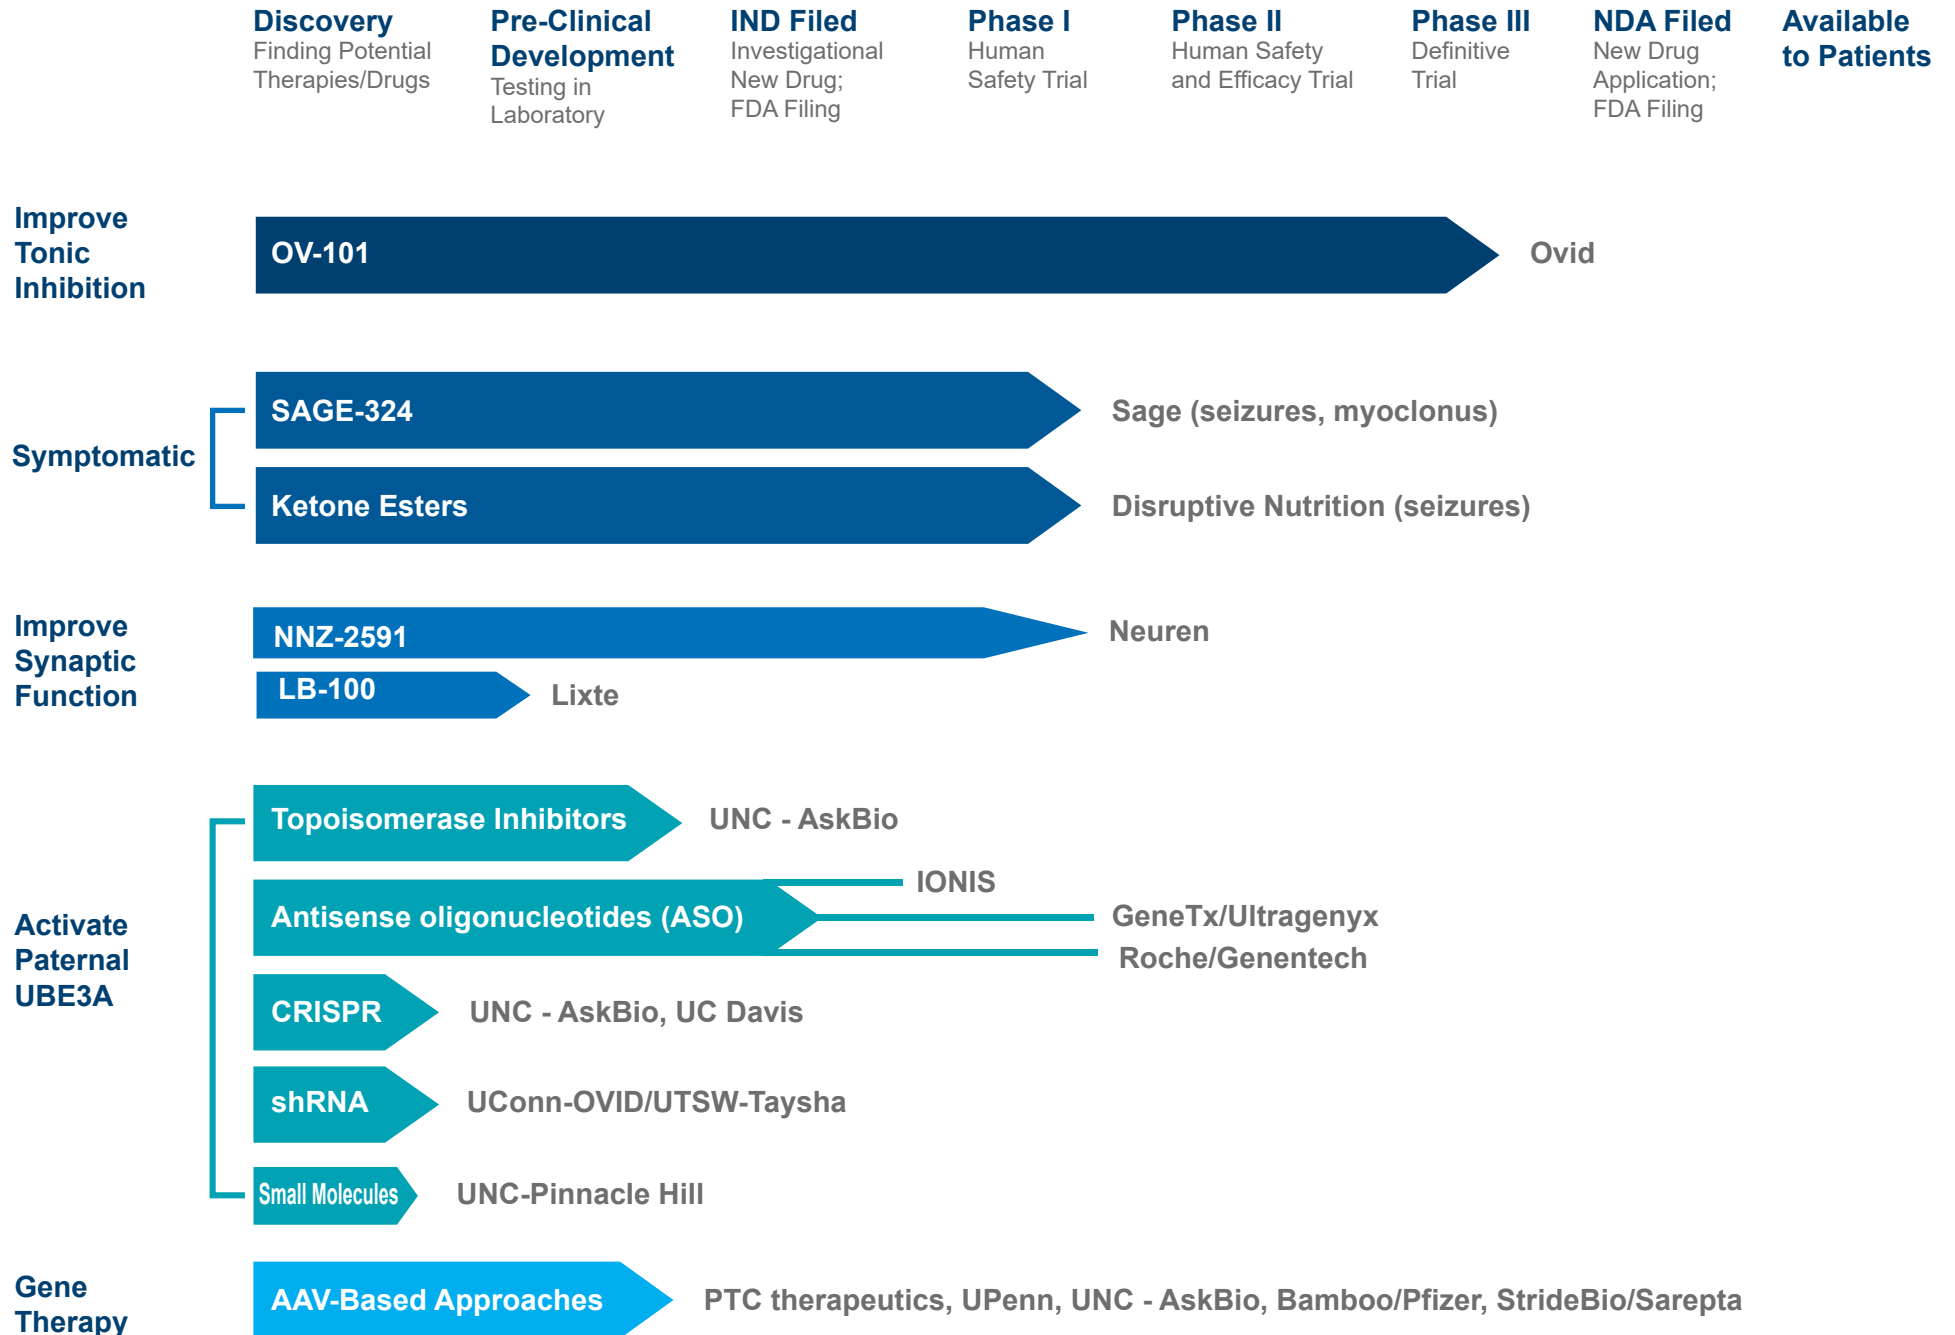 Discovery
Finding Potential
Therapies/Drugs
Pre-Clinical
Development
Testing in
Laboratory
IND Filed
Investigational
New Drug;
FDA Filing
Phase I
Human
Safety Trial
Phase II
Human Safety
and Efficacy Trial
Phase III
Definitive
Trial
NDA Filed
New Drug
Application;
FDA Filing
Available
to Patients
Improve
Tonic
Inhibition
OV-101
Ovid
Symptomatic
SAGE-324
Sage (seizures, myoclonus)
Ketone Esters
Disruptive Nutrition (seizures)
Improve
Synaptic
Function
NNZ-2591
Neuren
LB-100
Lixte
Activate
Paternal
UBE3A
Topoisomerase Inhibitors
UNC - AskBio
Antisense oligonucleotides (ASO)
IONIS
GeneTx/Ultragenyx
Roche/Genentech
CRISPR
UNC - AskBio, UC Davis
shRNA
UConn-OVID/UTSW-Taysha
Small Molecules
UNC-Pinnacle Hill
Gene
Therapy
AAV-Based Approaches
PTC therapeutics, UPenn, UNC - AskBio, Bamboo/Pfizer, StrideBio/Sarepta